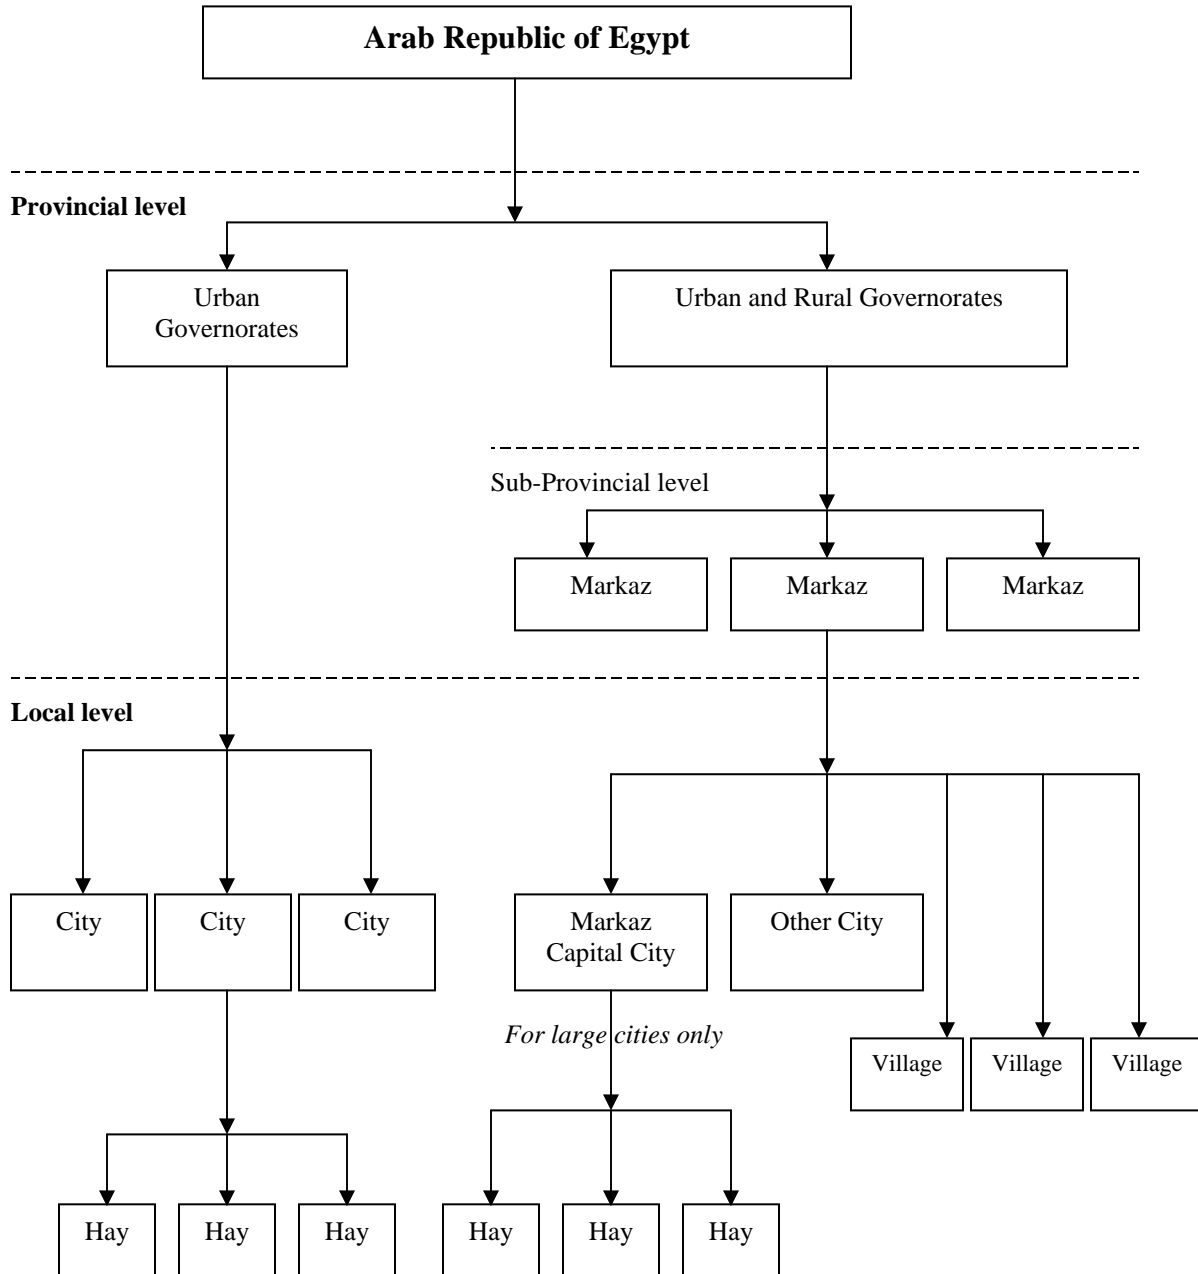 Arab Republic of Egypt
Provincial level
Urban
Governorates
Urban and Rural Governorates
Sub-Provincial level
Markaz
Markaz
Markaz
Local level
City
City
City
Markaz
Capital City
Other City
For large cities only
Village
Village
Village
Hay
Hay
Hay
Hay
Hay
Hay